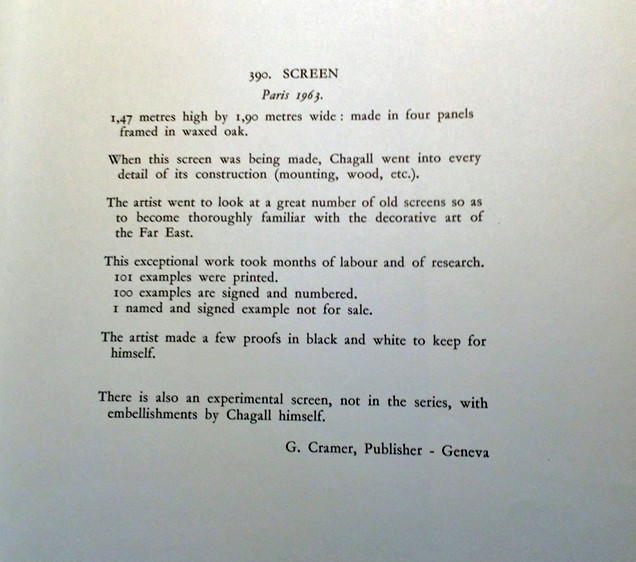 390. SCREEN
Paris 1963.
1,47 metres high by 1,90 metres wide : made in four panels
framed in waxed oak.
When this screen was being made, Chagall went into every
detail of its construction (mounting, wood, etc.).
The artist went to look at a great number of old screens so as
to become thoroughly familiar with the decorative art of
the Far East.
This exceptional work took months of labour and of research.
101 examples were printed.
100 examples are signed and numbered.
1 named and signed example not for sale.
The artist made a few proofs in black and white to keep for
himself.
There is also an experimental screen, not in the series, with
embellishments by Chagall himself.
G. Cramer, Publisher - Geneva